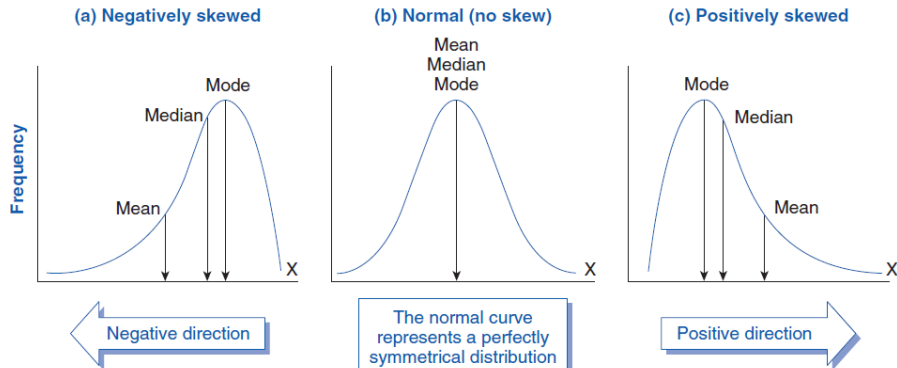 (a) Negatively skewed
(b) Normal (no skew)
(c) Positively skewed
Frequency
Mode
Median
Mean
X
Mean
Median
Mode
X
Mode
Median
Mean
X
Negative direction
The normal curve
represents a perfectly
symmetrical distribution
Positive direction